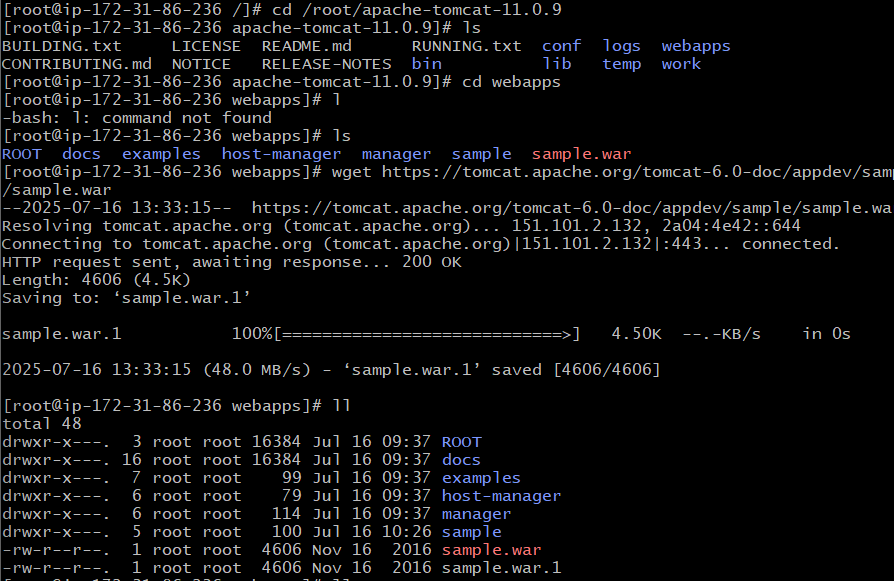 [root@ip-172-31-86-236 /]# cd /root/apache-tomcat-11.0.9
[root@ip-172-31-86-236 apache-tomcat-11.0.9]# ls
BUILDING.txt     LICENSE  README.md      RUNNING.txt  conf  logs  webapps
CONTRIBUTING.md  NOTICE   RELEASE-NOTES  bin          lib   temp  work
[root@ip-172-31-86-236 apache-tomcat-11.0.9]# cd webapps
[root@ip-172-31-86-236 webapps]# l
-bash: l: command not found
[root@ip-172-31-86-236 webapps]# ls
ROOT  docs  examples  host-manager  manager  sample  sample.war
[root@ip-172-31-86-236 webapps]# wget https://tomcat.apache.org/tomcat-6.0-doc/appdev/sam
/sample.war
--2025-07-16 13:33:15--  https://tomcat.apache.org/tomcat-6.0-doc/appdev/sample/sample.wa
Resolving tomcat.apache.org (tomcat.apache.org)... 151.101.2.132, 2a04:4e42::644
Connecting to tomcat.apache.org (tomcat.apache.org)|151.101.2.132|:443... connected.
HTTP request sent, awaiting response... 200 OK
Length: 4606 (4.5K)
Saving to: ‘sample.war.1’
sample.war.1           100%[============================>]   4.50K  --.-KB/s    in 0s
2025-07-16 13:33:15 (48.0 MB/s) - ‘sample.war.1’ saved [4606/4606]
[root@ip-172-31-86-236 webapps]# ll
total 48
drwxr-x---.  3 root root 16384 Jul 16 09:37 ROOT
drwxr-x---. 16 root root 16384 Jul 16 09:37 docs
drwxr-x---.  7 root root    99 Jul 16 09:37 examples
drwxr-x---.  6 root root    79 Jul 16 09:37 host-manager
drwxr-x---.  6 root root   114 Jul 16 09:37 manager
drwxr-x---.  5 root root   100 Jul 16 10:26 sample
-rw-r--r--.  1 root root  4606 Nov 16  2016 sample.war
-rw-r--r--.  1 root root  4606 Nov 16  2016 sample.war.1